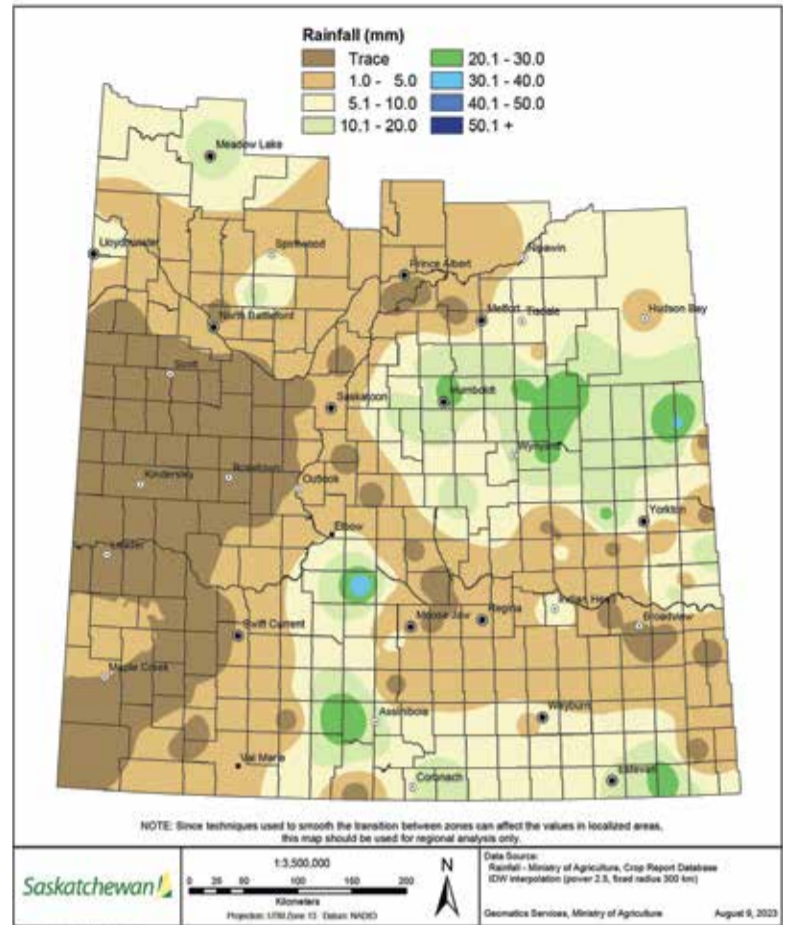 Rainfall (mm)
Trace
1.0 - 5.0
5.1 - 10.0
10.1 - 20.0
20.1 - 30.0
30.1 - 40.0
40.1 - 50.0
50.1 +
Meadow Lake
Lloydminster
Spiritwood
Prince Albert
Nipawin
North Battleford
Melfort
Tisdale
Hudson Bay
Scott
Saskatoon
Humboldt
Wynyard
Kindersley
Rosetown
Outlook
Yorkton
Elbow
Leader
Indian Head
Swift Current
Moose Jaw
Regina
Broadview
Maple Creek
Assiniboia
Weyburn
Val Marie
Coronach
Estevan
NOTE: Since techniques used to smooth the transition between zones can affect the values in localized areas,
this map should be used for regional analysis only.
Saskatchewan
1:3,500,000
0 25 50 100 150 200
Kilometers
Projection: UTM Zone 13 Datum: NAD83
N
Data Source:
Rainfall - Ministry of Agriculture, Crop Report Database
IDW interpolation (power 2.5, fixed radius 300 km)
Geomatics Services, Ministry of Agriculture
August 9, 2023